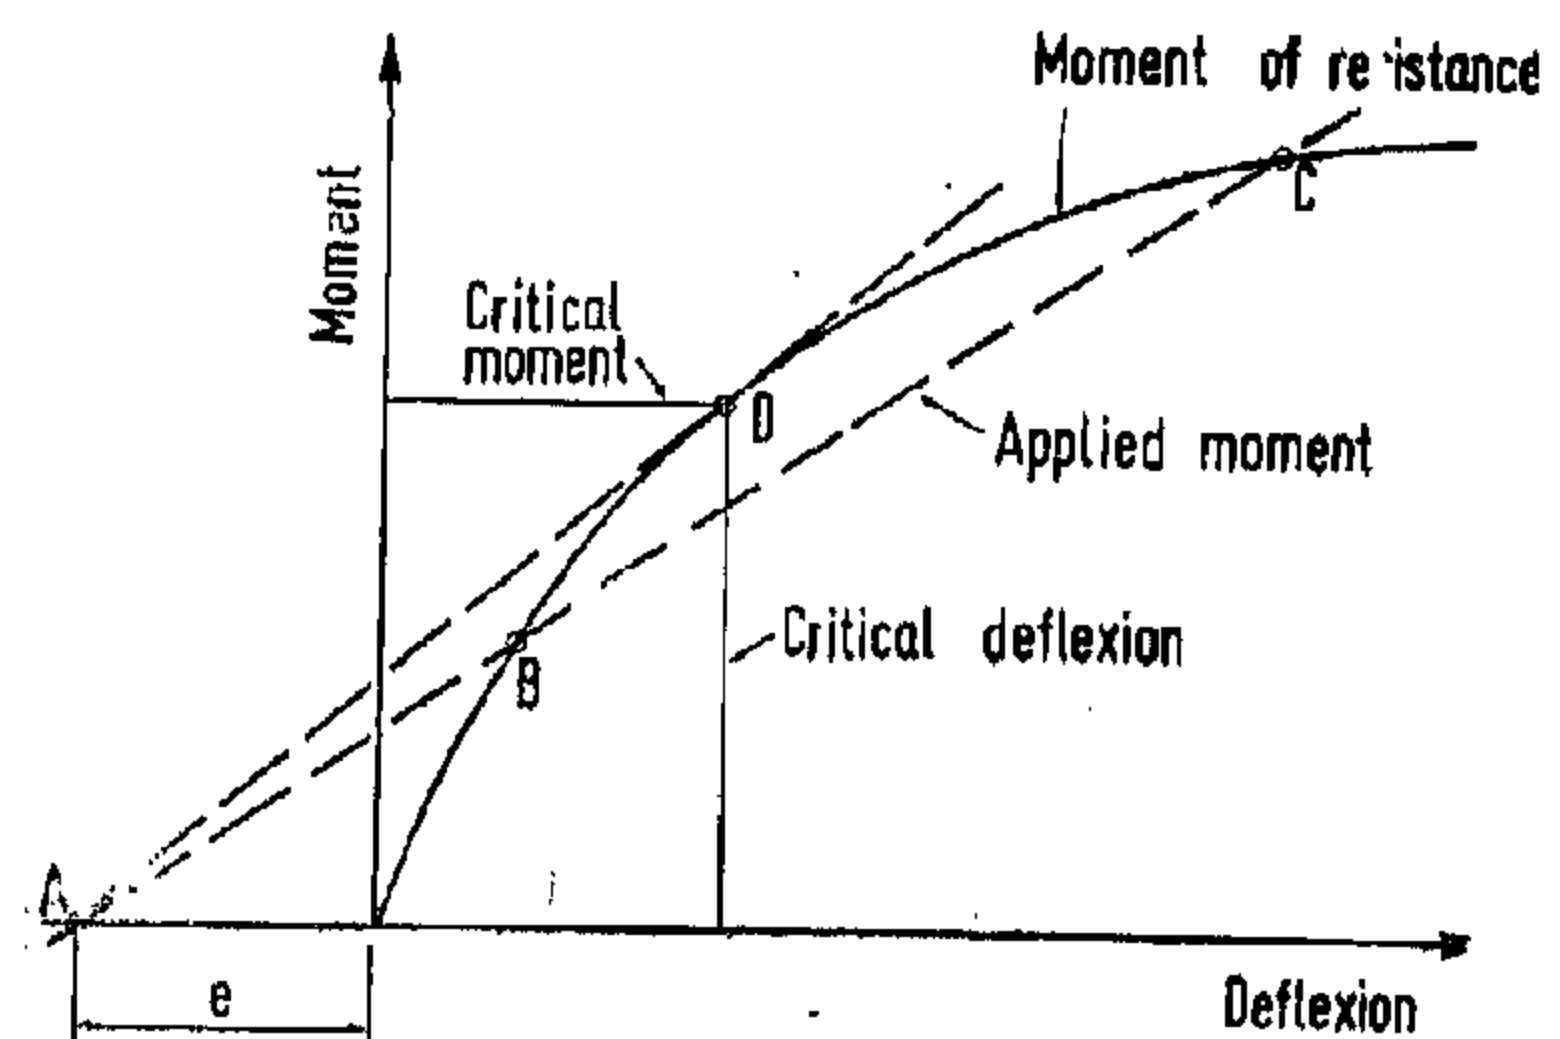 Moment of re istance
Moment
C
Critical
moment
D
Applied moment
Critical deflexion
B
A
e
Deflexion